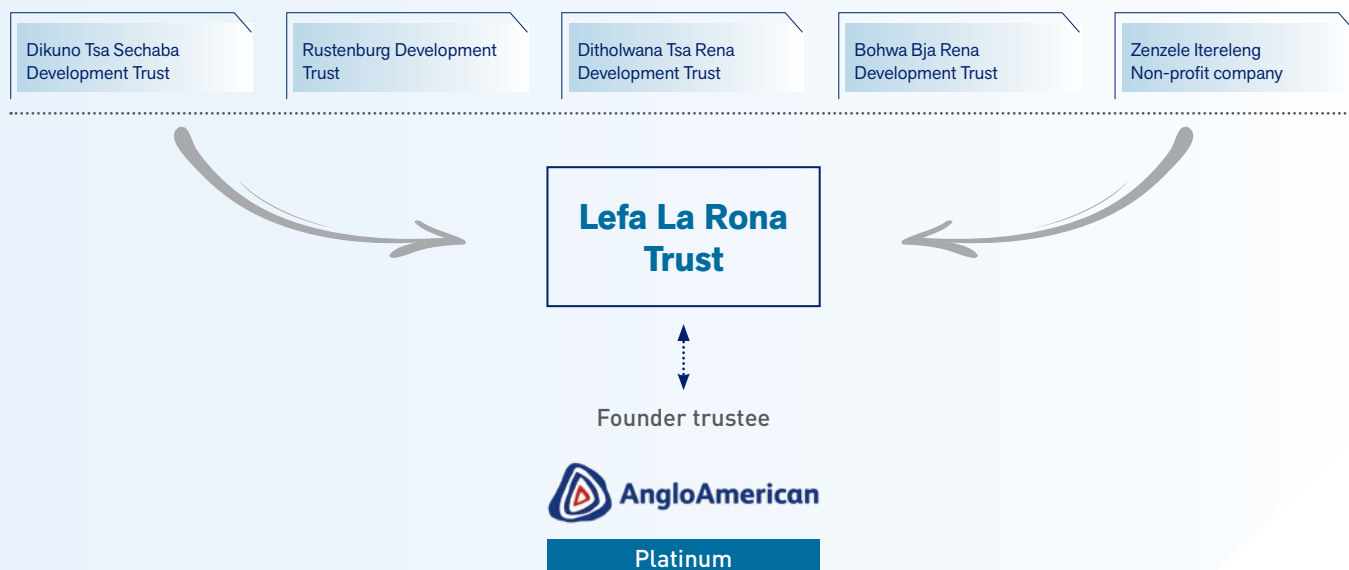 Dikuno Tsa Sechaba
Development Trust
Rustenburg Development
Trust
Ditholwana Tsa Rena
Development Trust
Bohwa Bja Rena
Development Trust
Zenzele Itereleng
Non-profit company
Lefa La Rona
Trust
Founder trustee
AngloAmerican
Platinum